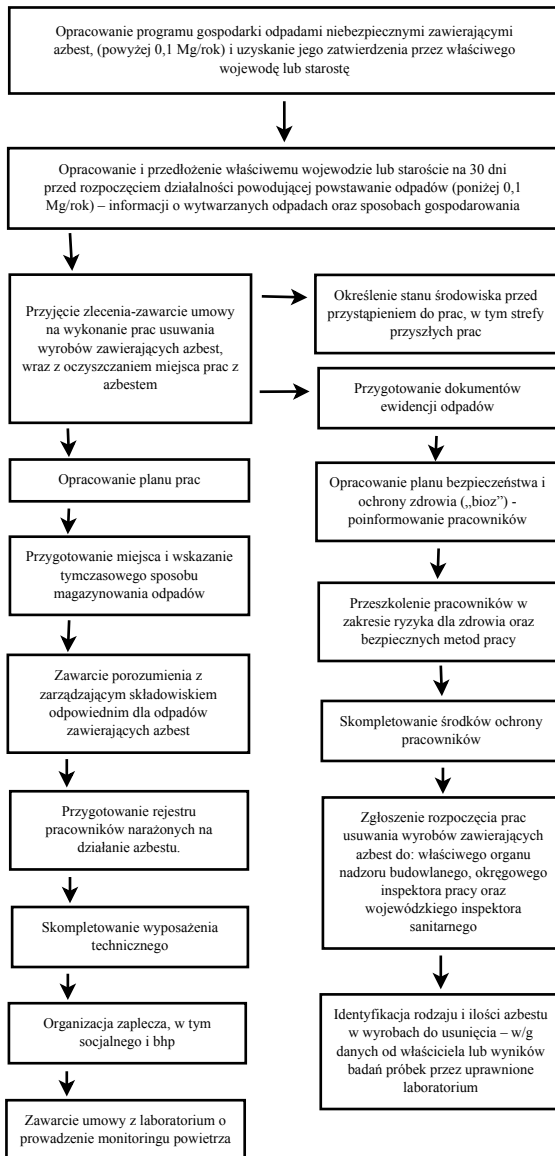 Opracowanie programu gospodarki odpadami niebezpiecznymi zawierającymi
azbest, (powyżej 0,1 Mg/rok) i uzyskanie jego zatwierdzenia przez właściwego
wojewodę lub starostę
Opracowanie i przedłożenie właściwemu wojewodzie lub staroście na 30 dni
przed rozpoczęciem działalności powodującej powstawanie odpadów (poniżej 0,1
Mg/rok) – informacji o wytwarzanych odpadach oraz sposobach gospodarowania
Przyjęcie zlecenia-zawarcie umowy
na wykonanie prac usuwania
wyrobów zawierających azbest,
wraz z oczyszczaniem miejsca prac z
azbestem
Opracowanie planu prac
Przygotowanie miejsca i wskazanie
tymczasowego sposobu
magazynowania odpadów
Zawarcie porozumienia z
zarządzającym składowiskiem
odpowiednim dla odpadów
zawierających azbest
Przygotowanie rejestru
pracowników narażonych na
działanie azbestu.
Skompletowanie wyposażenia
technicznego
Organizacja zaplecza, w tym
socjalnego i bhp
Zawarcie umowy z laboratorium o
prowadzenie monitoringu powietrza
Określenie stanu środowiska przed
przystąpieniem do prac, w tym strefy
przyszłych prac
Przygotowanie dokumentów
ewidencji odpadów
Opracowanie planu bezpieczeństwa i
ochrony zdrowia („bioz”) -
poinformowanie pracowników
Przeszkolenie pracowników w
zakresie ryzyka dla zdrowia oraz
bezpiecznych metod pracy
Skompletowanie środków ochrony
pracowników
Zgłoszenie rozpoczęcia prac
usuwania wyrobów zawierających
azbest do: właściwego organu
nadzoru budowlanego, okręgowego
inspektora pracy oraz
wojewódzkiego inspektora
sanitarnego
Identyfikacja rodzaju i ilości azbestu
w wyrobach do usunięcia – w/g
danych od właściciela lub wyników
badań próbek przez uprawnione
laboratorium